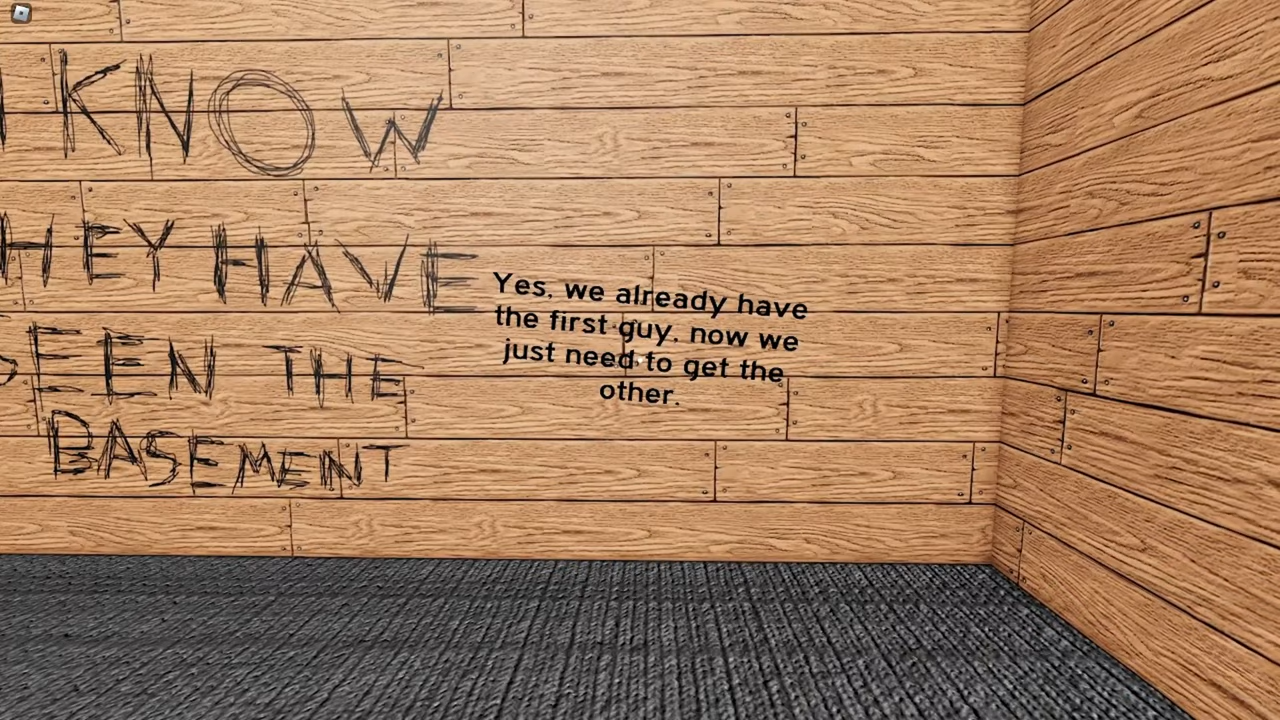 I KNOW
HEY HAVE
SEEN THE
BASEMENT
Yes, we already have
the first guy, now we
just need to get the
other.